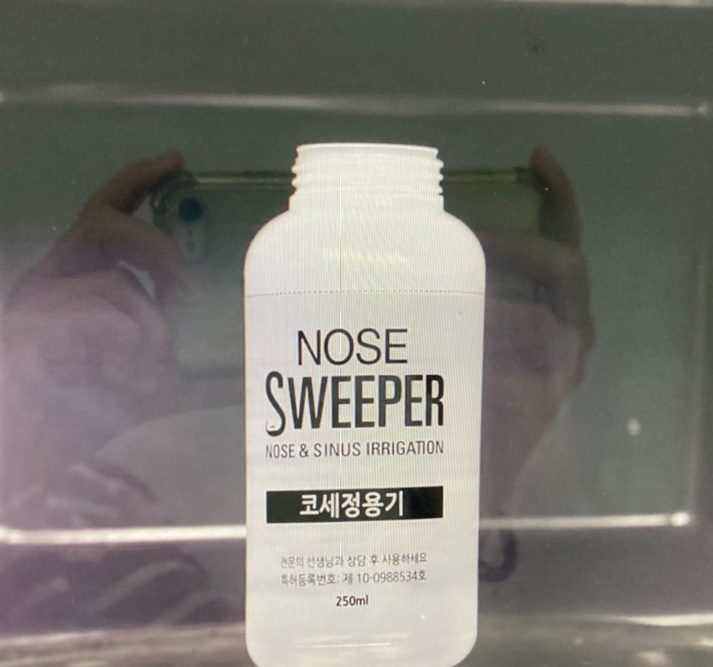 NOSE
SWEEPER
NOSE & SINUS IRRIGATION
코세정용기
전문의 선생님과 상담 후 사용하세요
특허등록번호: 제 10-0988534호
250ml